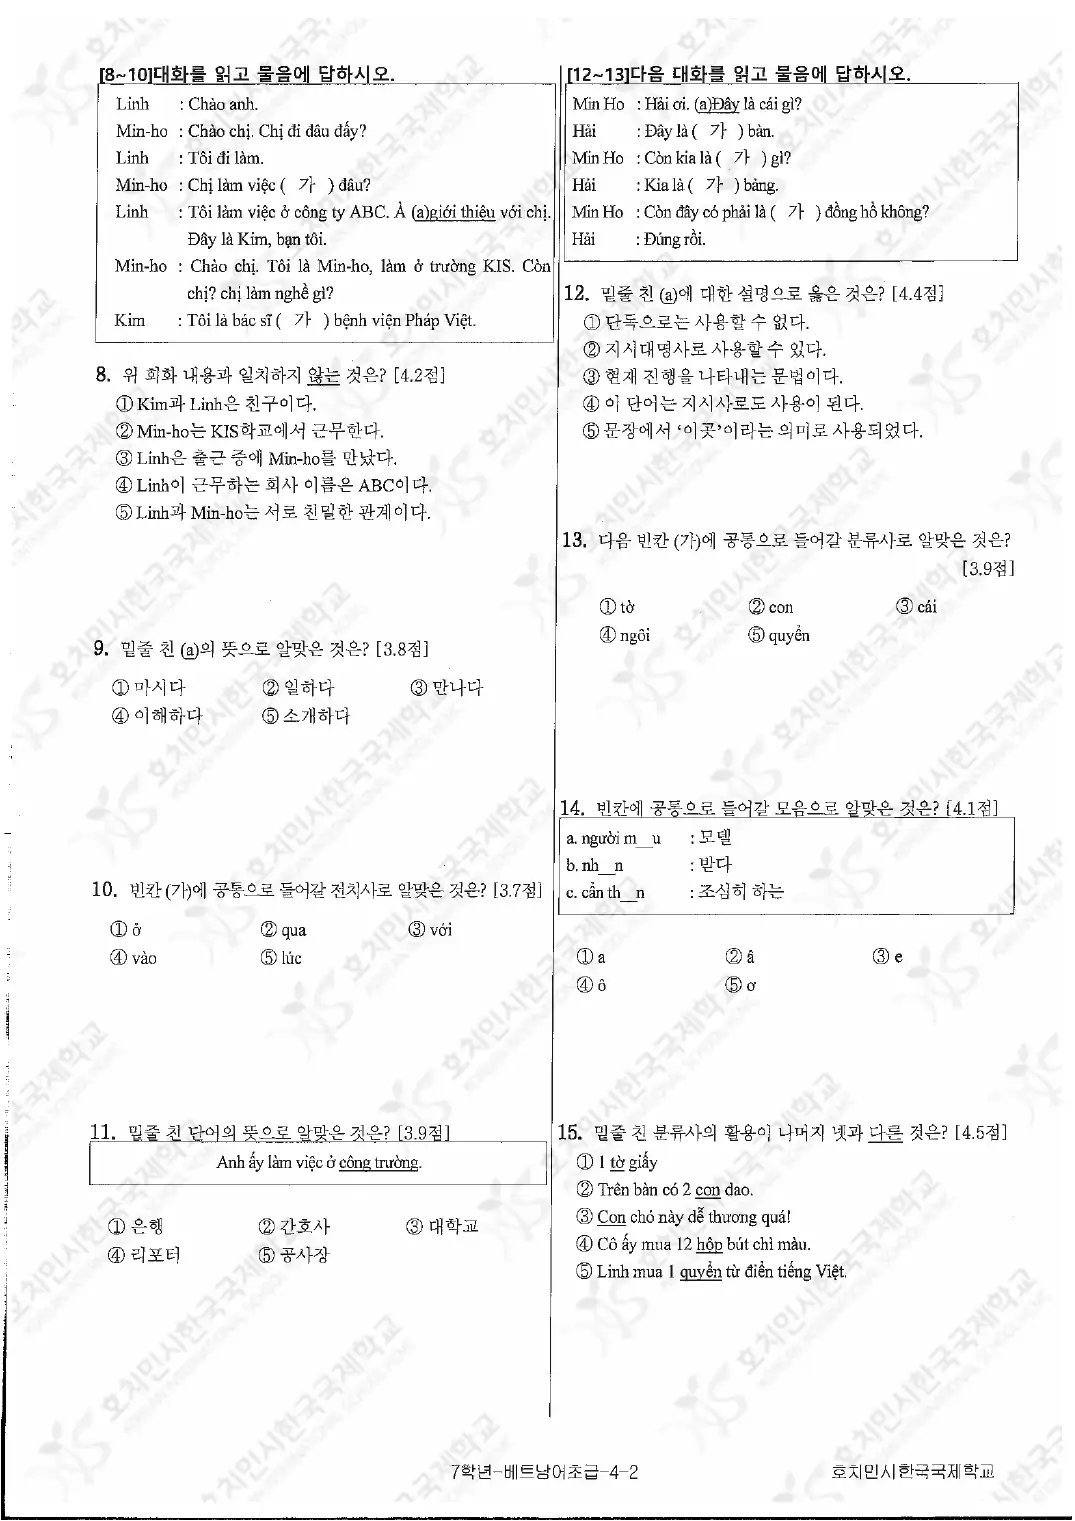 [8~10]대화를 읽고 물음에 답하시오.
Linh : Chào anh.
Min-ho : Chào chị. Chị đi đâu đấy?
Linh : Tôi đi làm.
Min-ho : Chị làm việc ( 가 ) đâu?
Linh : Tôi làm việc ở công ty ABC. À (a)giới thiệu với chị.
Đây là Kim, bạn tôi.
Min-ho : Chào chị. Tôi là Min-ho, làm ở trường KIS. Còn
chị? chị làm nghề gì?
Kim : Tôi là bác sĩ ( 가 ) bệnh viện Pháp Việt.
8.위 회화 내용과 일치하지 않는 것은? [4.2점]
① Kim과 Linh은 친구이다.
② Min-ho는 KIS학교에서 근무한다.
③ Linh은 출근 중에 Min-ho를 만났다.
④ Linh이 근무하는 회사 이름은 ABC이다.
⑤ Linh과 Min-ho는 서로 친밀한 관계이다.
9. 밑줄 친 (a)의 뜻으로 알맞은 것은? [3.8점]
① 마시다 ② 일하다 ③ 만나다
④ 이해하다 ⑤ 소개하다
10. 빈칸 (가)에 공통으로 들어갈 전치사로 알맞은 것은? [3.7점]
① ở ② qua ③ với
④ vào ⑤ lúc
11. 밑줄 친 단어의 뜻으로 알맞은 것은? [3.9점]
Anh ấy làm việc ở công trường.
① 은행 ② 간호사 ③ 대학교
④ 리포터 ⑤ 공사장
[12~13]다음 대화를 읽고 물음에 답하시오.
Min Ho : Hải ơi. (a)Đây là cái gì?
Hải : Đây là ( 가 ) bàn.
Min Ho : Còn kia là ( 가 ) gì?
Hải : Kia là ( 가 ) bảng.
Min Ho : Còn đây có phải là ( 가 ) đồng hồ không?
Hải : Đúng rồi.
12. 밑줄 친 (a)에 대한 설명으로 옳은 것은? [4.4점]
① 단독으로는 사용할 수 없다.
② 지시대명사로 사용할 수 있다.
③ 현재 진행을 나타내는 문법이다.
④ 이 단어는 지시사로도 사용이 된다.
⑤ 문장에서 ‘이곳’이라는 의미로 사용되었다.
13. 다음 빈칸 (가)에 공통으로 들어갈 분류사로 알맞은 것은?
[3.9점]
① tờ ② con ③ cái
④ ngôi ⑤ quyển
14. 빈칸에 공통으로 들어갈 모음으로 알맞은 것은? [4.1점]
a. người m__u : 모델
b. nh__n : 받다
c. cẩn th__n : 조심히 하는
① a ② â ③ e
④ ô ⑤ ơ
15. 밑줄 친 분류사의 활용이 나머지 넷과 다른 것은? [4.5점]
① 1 tờ giấy
② Trên bàn có 2 con dao.
③ Con chó này dễ thương quá!
④ Cô ấy mua 12 hộp bút chì màu.
⑤ Linh mua 1 quyển từ điển tiếng Việt.
7학년-베트남어초급-4-2
호치민시한국국제학교